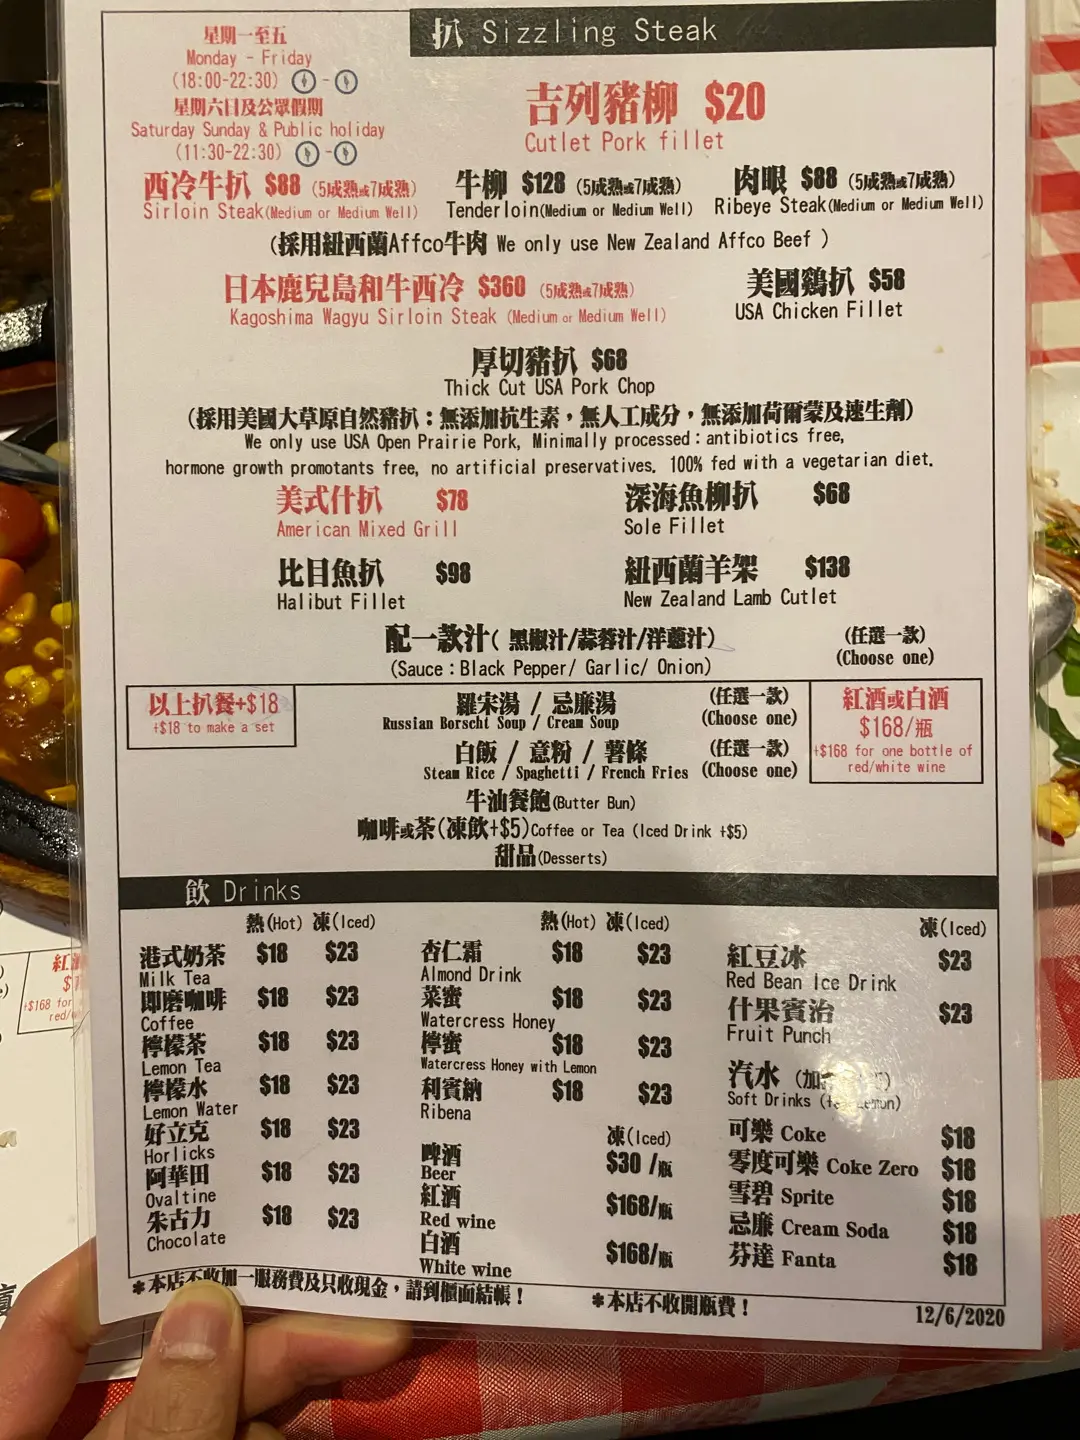 扒 Sizzling Steak
星期一至五
Monday - Friday
(18:00-22:30)
星期六日及公眾假期
Saturday Sunday & Public holiday
(11:30-22:30)
吉列豬柳 $20
Cutlet Pork fillet
西冷牛扒 $88 (5成熟或7成熟)
Sirloin Steak(Medium or Medium Well)
牛柳 $128 (5成熟或7成熟)
Tenderloin(Medium or Medium Well)
肉眼 $88 (5成熟或7成熟)
Ribeye Steak(Medium or Medium Well)
(採用紐西蘭Affco牛肉 We only use New Zealand Affco Beef )
日本鹿兒島和牛西冷 $360 (5成熟或7成熟)
Kagoshima Wagyu Sirloin Steak (Medium or Medium Well)
美國鷄扒 $58
USA Chicken Fillet
厚切豬扒 $68
Thick Cut USA Pork Chop
(採用美國大草原自然豬扒：無添加抗生素，無人工成分，無添加荷爾蒙及速生劑)
We only use USA Open Prairie Pork, Minimally processed：antibiotics free,
hormone growth promotants free, no artificial preservatives. 100% fed with a vegetarian diet.
美式什扒 $78
American Mixed Grill
深海魚柳扒 $68
Sole Fillet
比目魚扒 $98
Halibut Fillet
紐西蘭羊架 $138
New Zealand Lamb Cutlet
配一款汁( 黑椒汁/蒜蓉汁/洋蔥汁) (任選一款)
(Sauce：Black Pepper/ Garlic/ Onion) (Choose one)
以上扒餐+$18
+$18 to make a set
羅宋湯 / 忌廉湯 (任選一款)
Russian Borscht Soup / Cream Soup (Choose one)
白飯 / 意粉 / 薯條 (任選一款)
Steam Rice / Spaghetti / French Fries (Choose one)
牛油餐飽(Butter Bun)
咖啡或茶(凍飲+$5)Coffee or Tea (Iced Drink +$5)
甜品(Desserts)
紅酒或白酒
$168/瓶
+$168 for one bottle of
red/white wine
飲 Drinks
熱(Hot) 凍(Iced)
港式奶茶 $18 $23
Milk Tea
即磨咖啡 $18 $23
Coffee
檸檬茶 $18 $23
Lemon Tea
檸檬水 $18 $23
Lemon Water
好立克 $18 $23
Horlicks
阿華田 $18 $23
Ovaltine
朱古力 $18 $23
Chocolate
熱(Hot) 凍(Iced)
杏仁霜 $18 $23
Almond Drink
菜蜜 $18 $23
Watercress Honey
檸蜜 $18 $23
Watercress Honey with Lemon
利賓納 $18 $23
Ribena
凍(Iced)
啤酒 $30 /瓶
Beer
紅酒 $168/瓶
Red wine
白酒 $168/瓶
White wine
凍(Iced)
紅豆冰 $23
Red Bean Ice Drink
什果賓治 $23
Fruit Punch
汽水 (加
Soft Drinks
可樂 Coke $18
零度可樂 Coke Zero $18
雪碧 Sprite $18
忌廉 Cream Soda $18
芬達 Fanta $18
＊本店不收加一服務費及只收現金，請到櫃面結帳！
＊本店不收開瓶費！
12/6/2020
+$168 for
red/